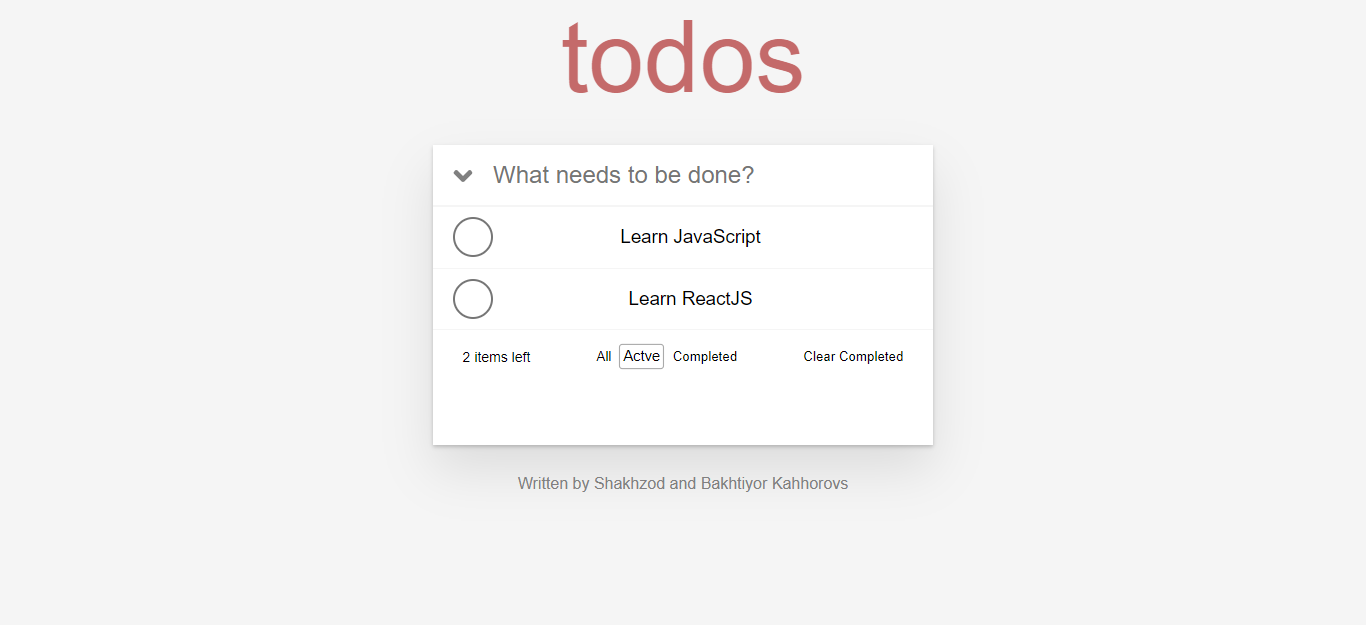 todos
What needs to be done?
Learn JavaScript
Learn ReactJS
2 items left All Actve Completed Clear Completed
Written by Shakhzod and Bakhtiyor Kahhorovs